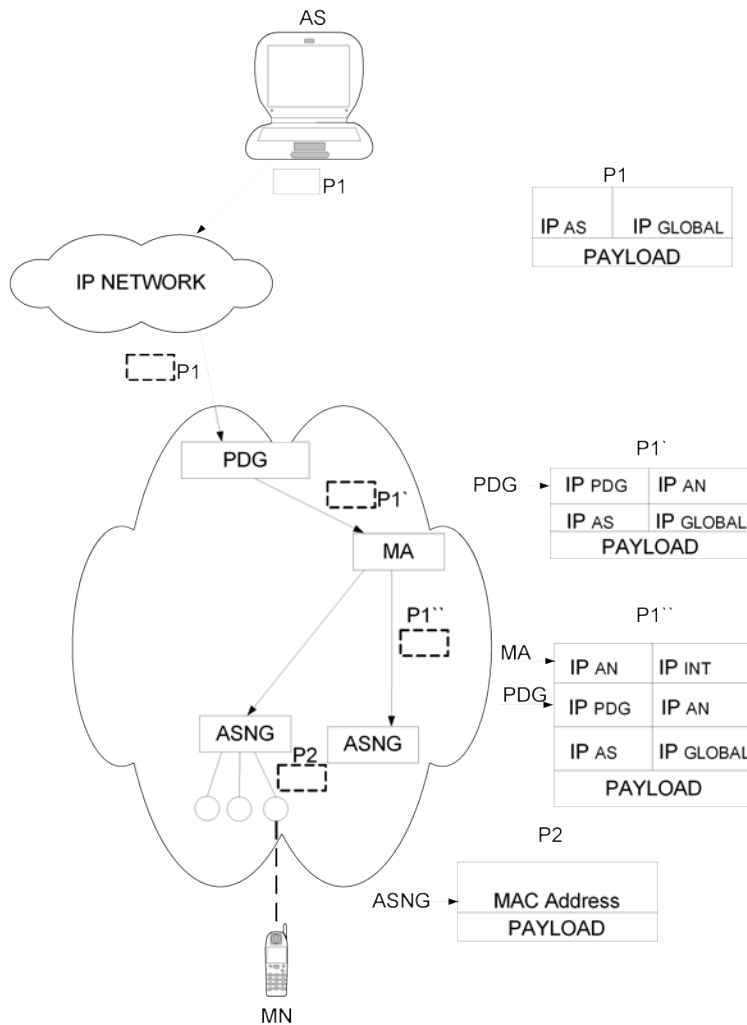 AS
P1
P1
IP AS IP GLOBAL
PAYLOAD
IP NETWORK
P1
PDG
P1`
MA
P1`
PDG IP PDG IP AN
IP AS IP GLOBAL
PAYLOAD
P1``
P1``
MA IP AN IP INT
PDG IP PDG IP AN
IP AS IP GLOBAL
PAYLOAD
ASNG
ASNG
P2
P2
ASNG MAC Address
PAYLOAD
MN